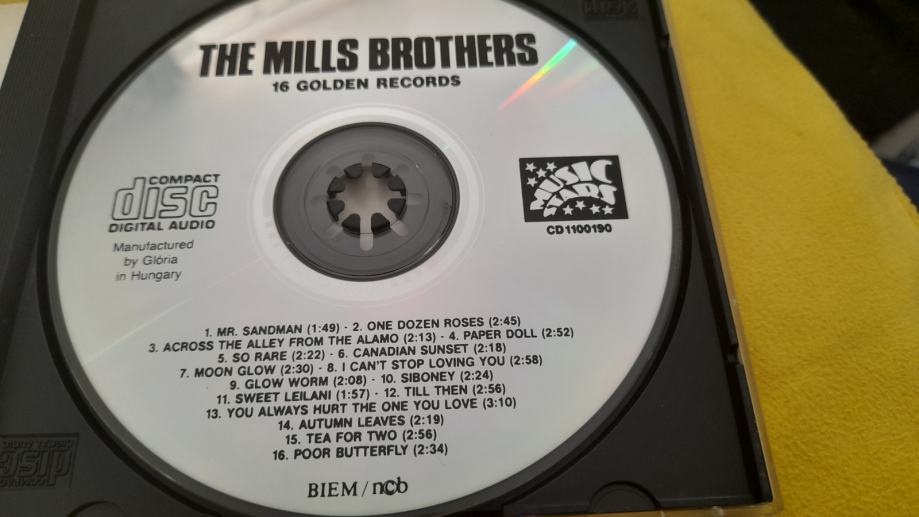 THE MILLS BROTHERS
16 GOLDEN RECORDS
COMPACT
disc
DIGITAL AUDIO
Manufactured
by Glória
in Hungary
MUSIC
STARS
CD 1100190
1. MR. SANDMAN (1:49) · 2. ONE DOZEN ROSES (2:45)
3. ACROSS THE ALLEY FROM THE ALAMO (2:13) · 4. PAPER DOLL (2:52)
5. SO RARE (2:22) · 6. CANADIAN SUNSET (2:18)
7. MOON GLOW (2:30) · 8. I CAN'T STOP LOVING YOU (2:58)
9. GLOW WORM (2:08) · 10. SIBONEY (2:24)
11. SWEET LEILANI (1:57) · 12. TILL THEN (2:56)
13. YOU ALWAYS HURT THE ONE YOU LOVE (3:10)
14. AUTUMN LEAVES (2:19)
15. TEA FOR TWO (2:56)
16. POOR BUTTERFLY (2:34)
BIEM / ncb